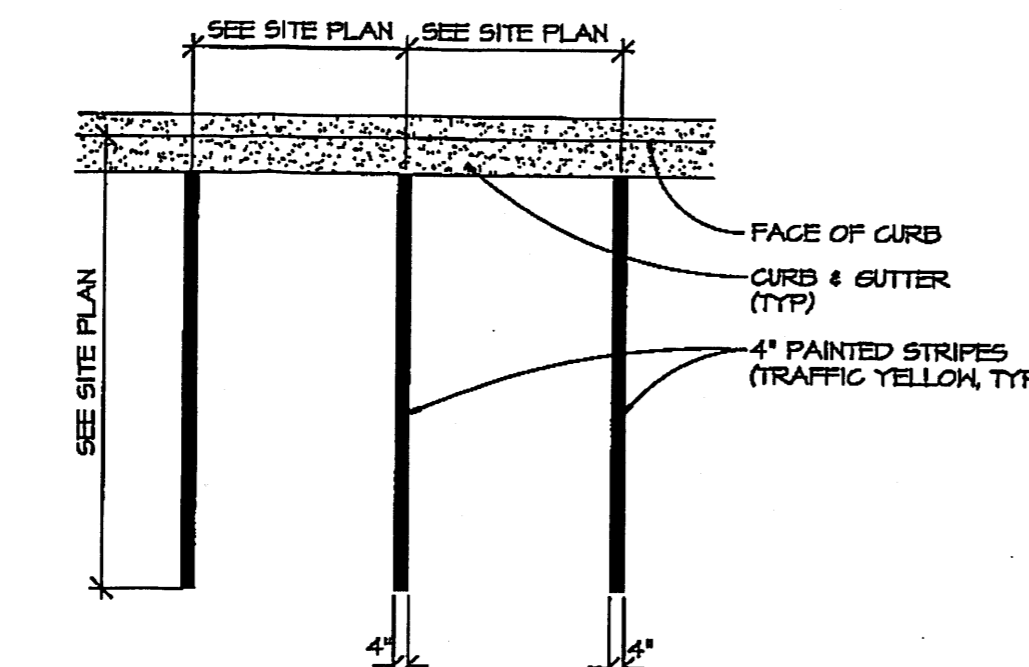 SEE SITE PLAN
SEE SITE PLAN
SEE SITE PLAN
FACE OF CURB
CURB & GUTTER
(TYP)
4" PAINTED STRIPES
(TRAFFIC YELLOW, TYP
4"
4"